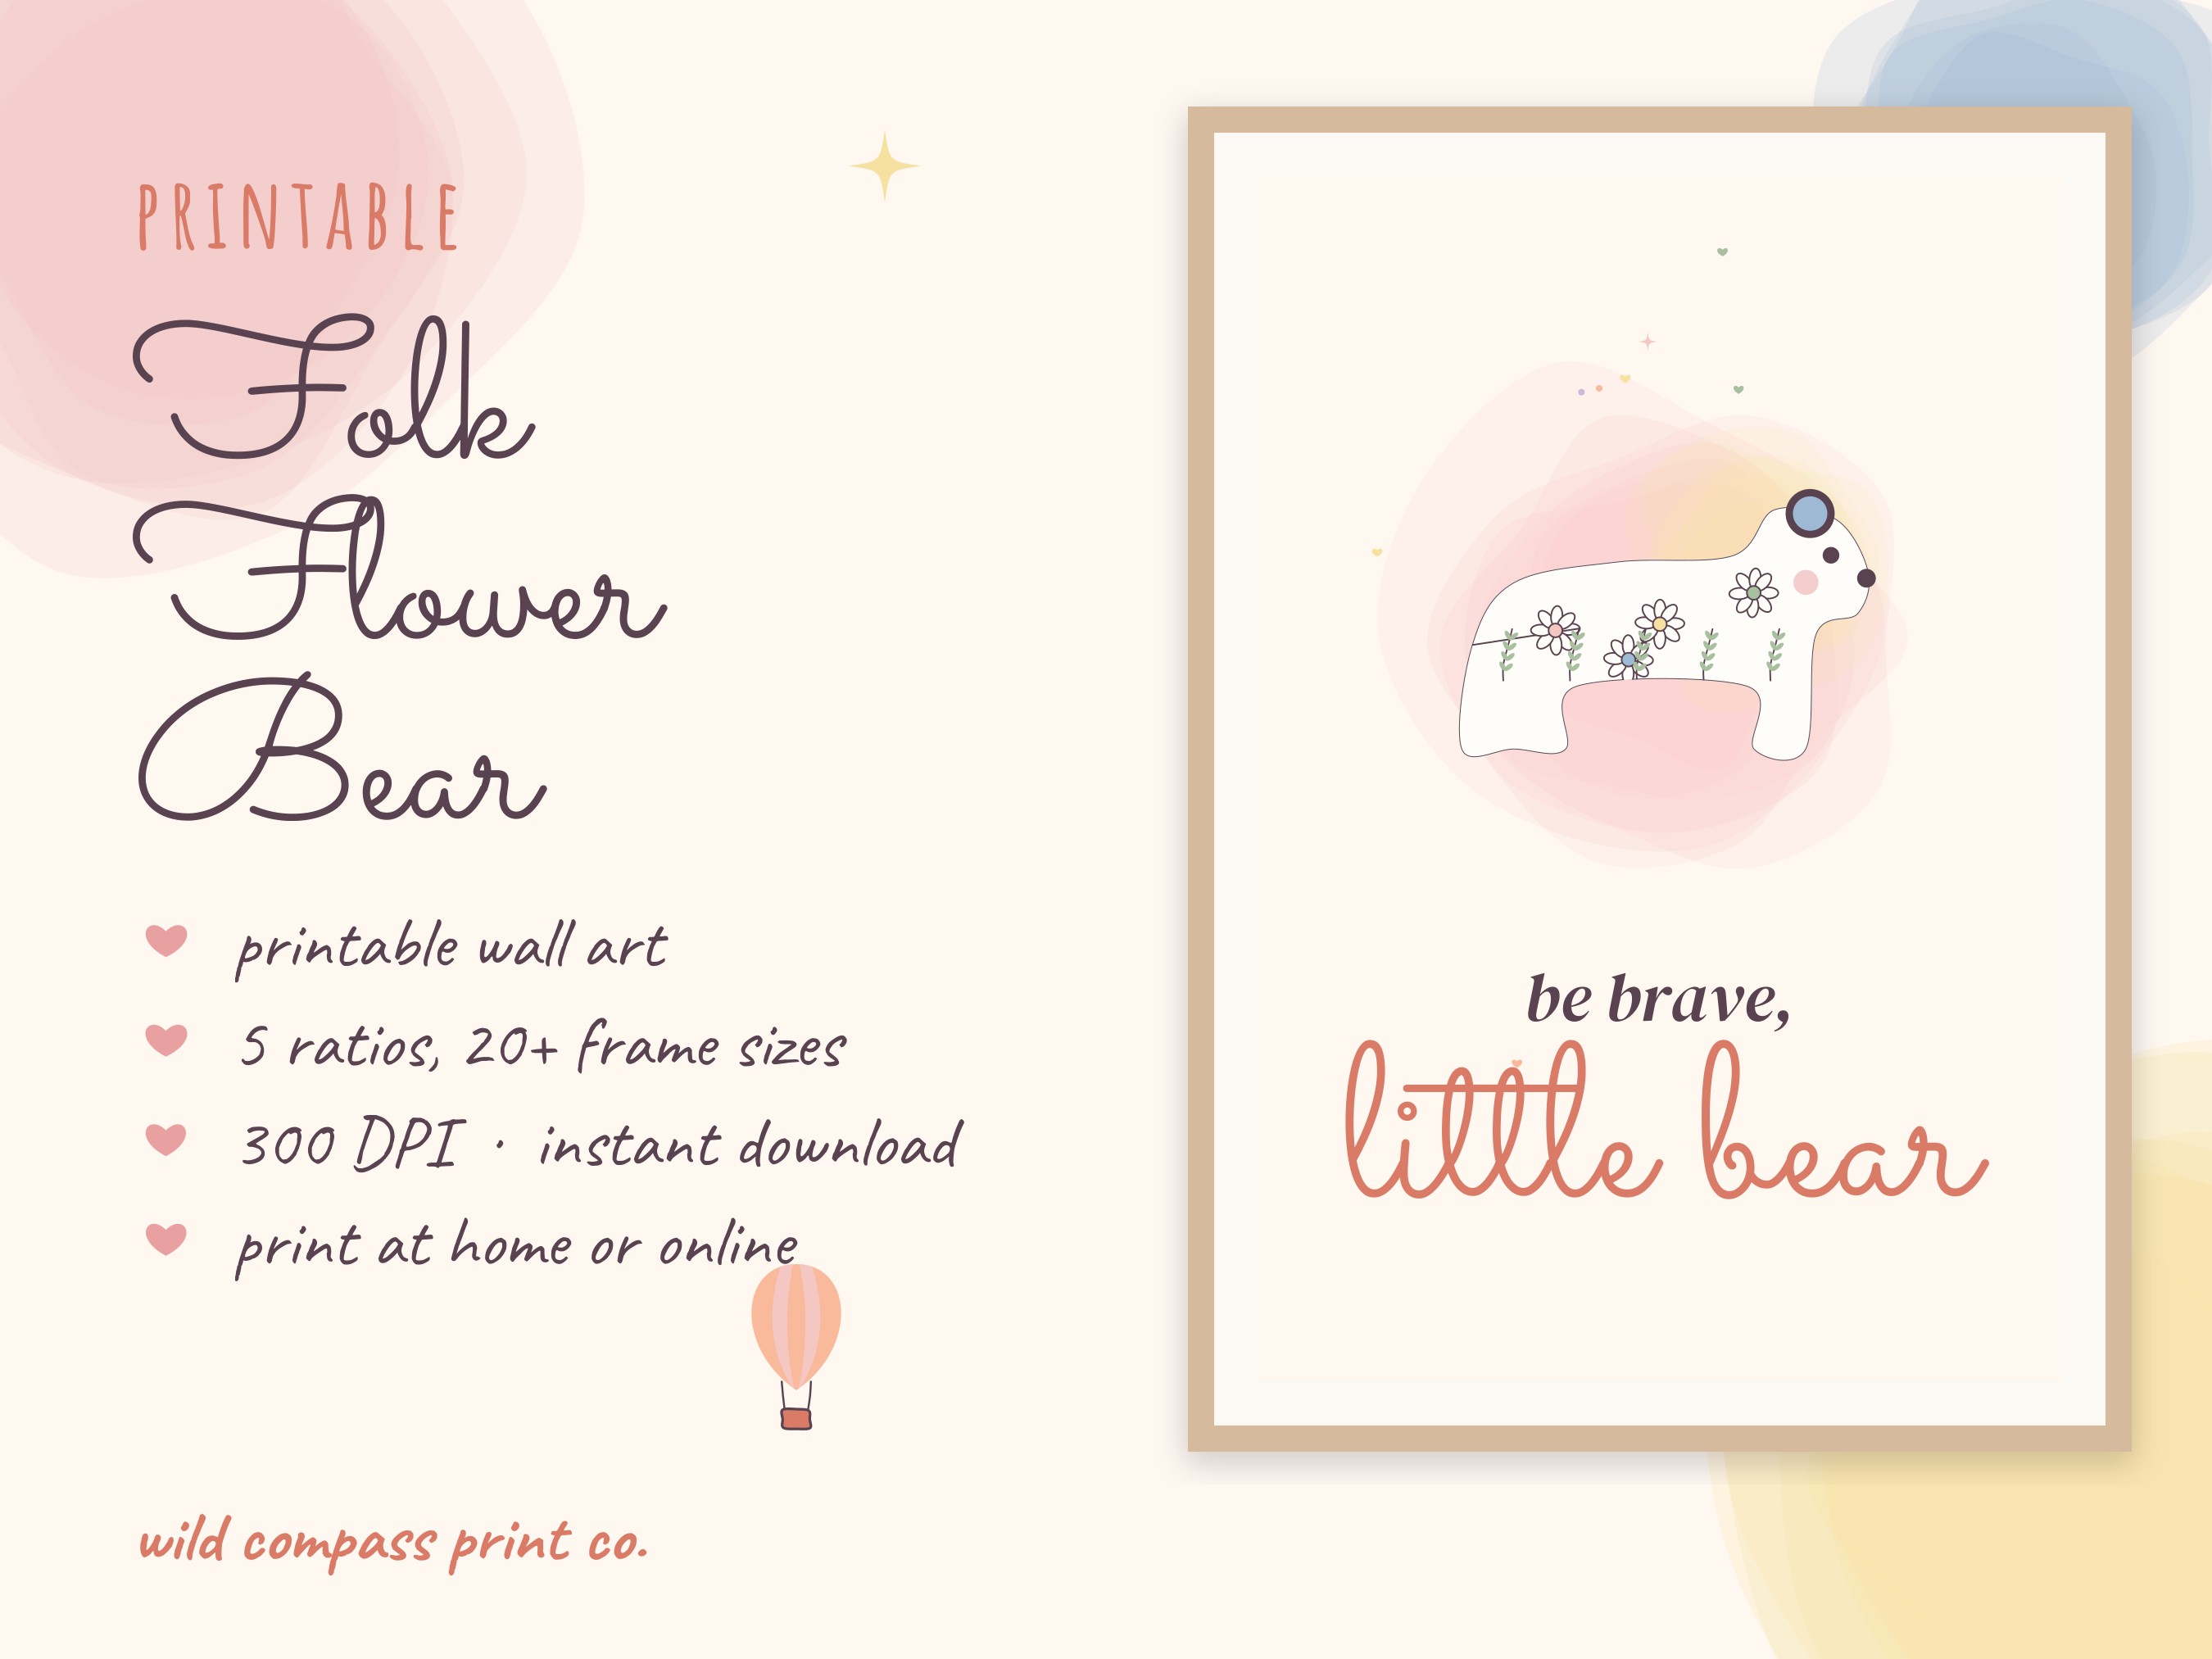 PRINTABLE
Folk
Flower
Bear
printable wall art
5 ratios, 20+ frame sizes
300 DPI · instant download
print at home or online
wild compass print co.
be brave,
little bear